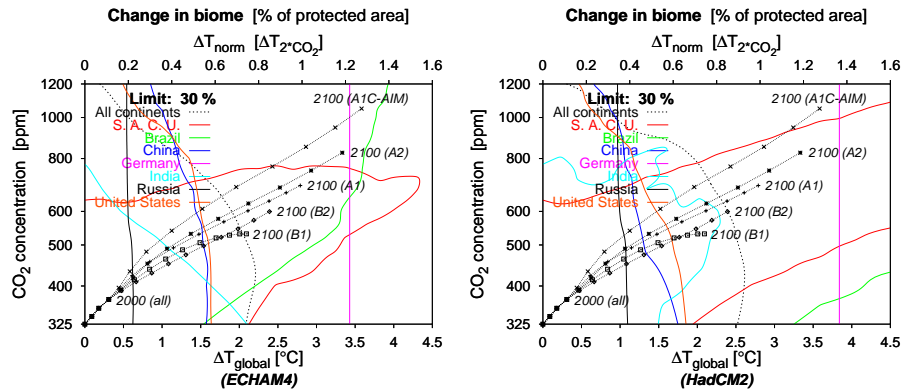 Change in biome [% of protected area]
ΔT_norm [ΔT_2*CO₂]
0 0.2 0.4 0.6 0.8 1 1.2 1.4 1.6
CO₂ concentration [ppm]
1200
1000
800
600
500
400
325
Limit: 30 %
All continents
S. A. C. U.
Brazil
China
Germany
India
Russia
United States
2100 (A1C-AIM)
2100 (A2)
2100 (A1)
2100 (B2)
2100 (B1)
2000 (all)
0 0.5 1 1.5 2 2.5 3 3.5 4 4.5
ΔT_global [°C]
(ECHAM4)
Change in biome [% of protected area]
ΔT_norm [ΔT_2*CO₂]
0 0.2 0.4 0.6 0.8 1 1.2 1.4 1.6
CO₂ concentration [ppm]
1200
1000
800
600
500
400
325
Limit: 30 %
All continents
S. A. C. U.
Brazil
China
Germany
India
Russia
United States
2100 (A1C-AIM)
2100 (A2)
2100 (A1)
2100 (B2)
2100 (B1)
2000 (all)
0 0.5 1 1.5 2 2.5 3 3.5 4 4.5
ΔT_global [°C]
(HadCM2)